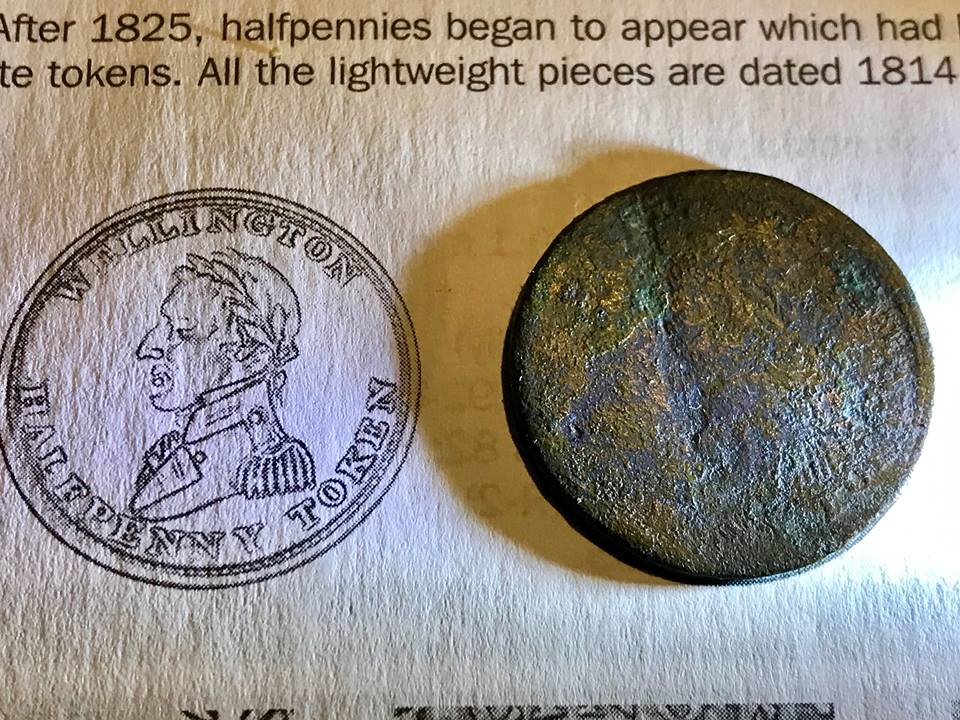 After 1825, halfpennies began to appear which had
te tokens. All the lightweight pieces are dated 1814
WELLINGTON
HALFPENNY TOKEN